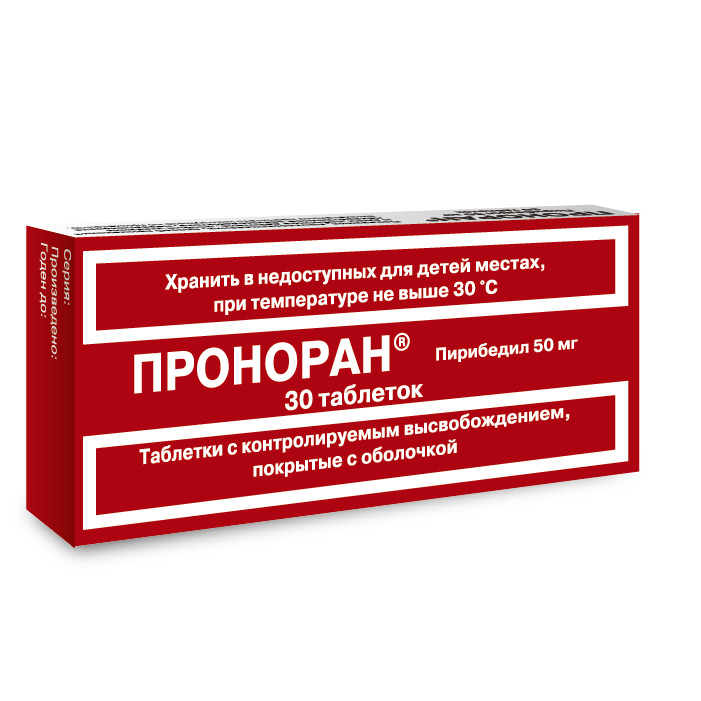 Хранить в недоступных для детей местах,
при температуре не выше 30 °C
ПРОНОРАН®
Пирибедил 50 мг
30 таблеток
Таблетки с контролируемым высвобождением,
покрытые с оболочкой
Серия:
Произведено:
Годен до:
ПРОНОРАН®